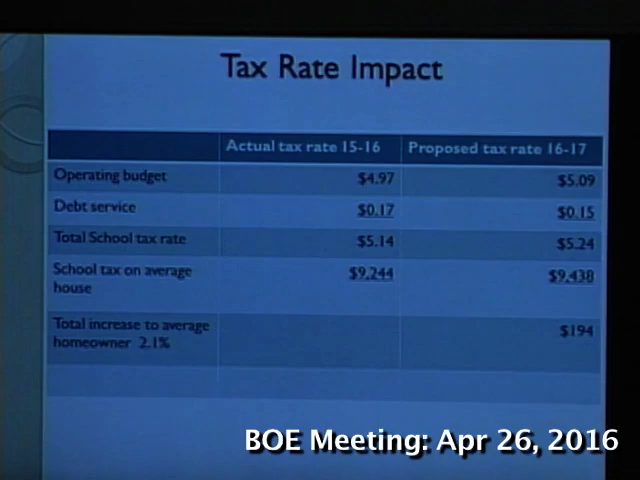 Tax Rate Impact
Actual tax rate 15-16 Proposed tax rate 16-17
Operating budget $4.97 $5.09
Debt service $0.17 $0.15
Total School tax rate $5.14 $5.24
School tax on average
house $9,244 $9,438
Total increase to average
homeowner 2.1% $194
BOE Meeting: Apr 26, 2016